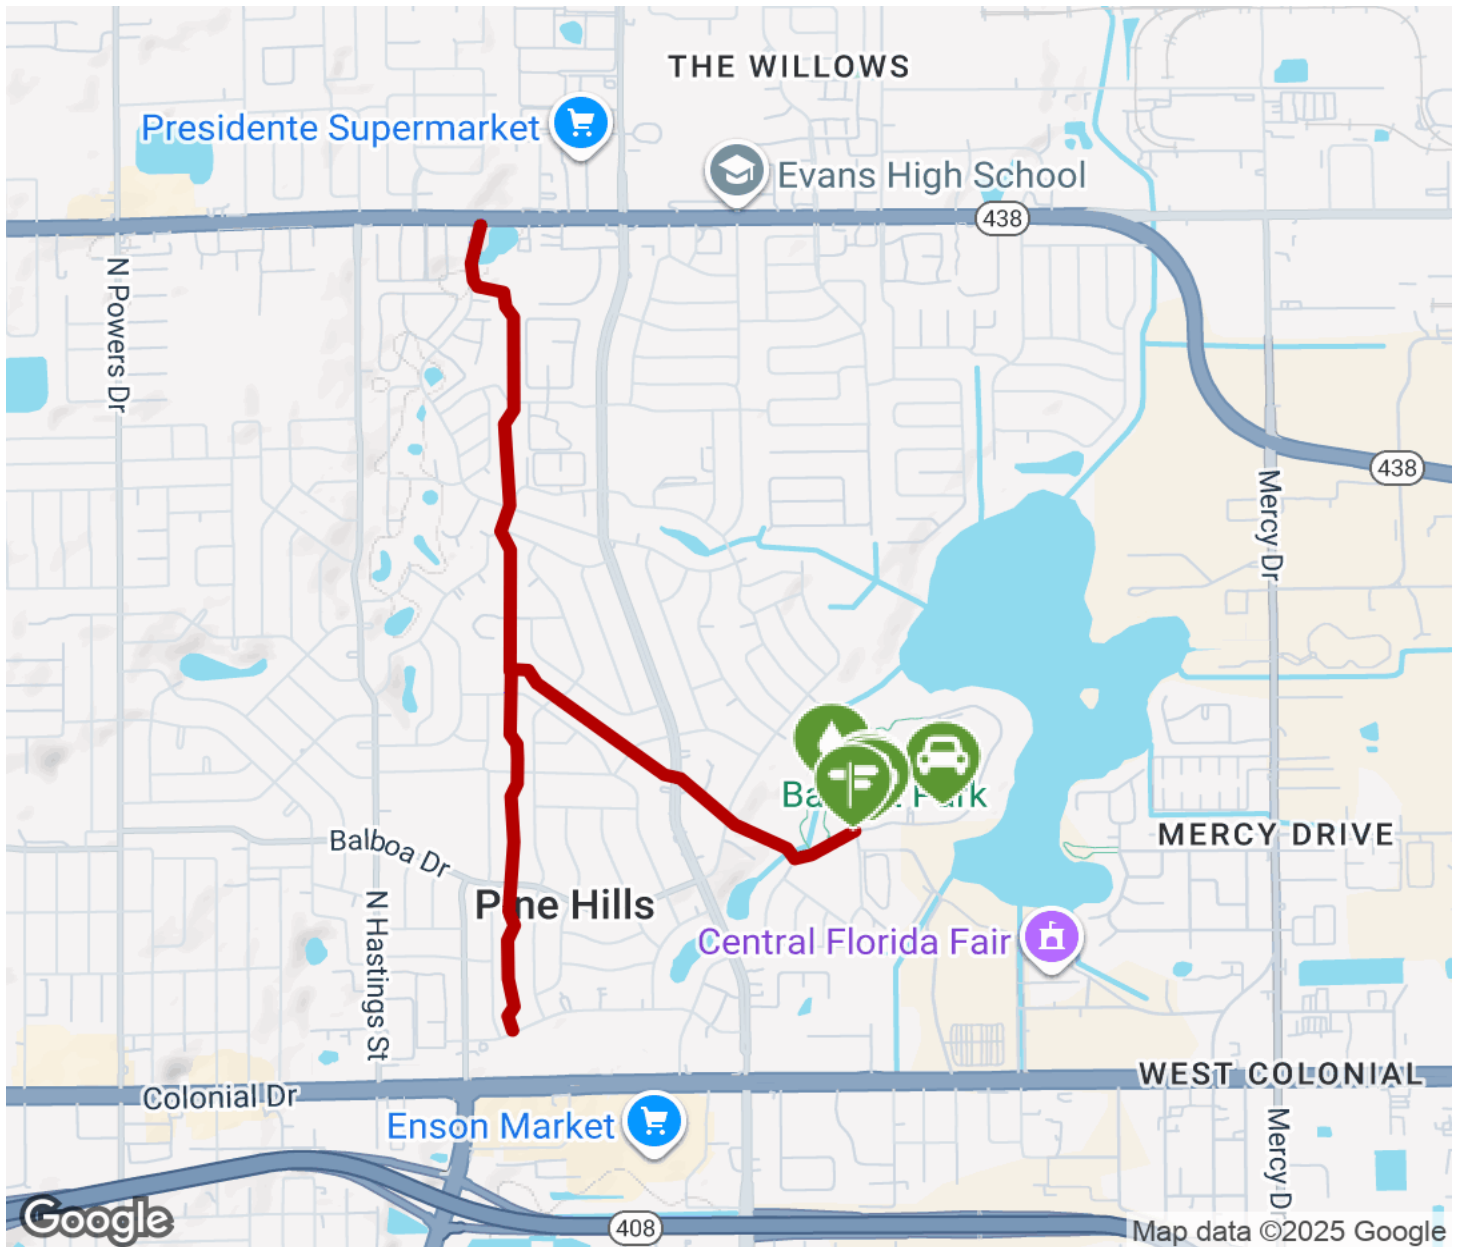 THE WILLOWS
Presidente Supermarket
Evans High School
438
N Powers Dr
438
Mercy Dr
Park
MERCY DRIVE
Balboa Dr
Pine Hills
N Hastings St
Central Florida Fair
WEST COLONIAL
Colonial Dr
Enson Market
Mercy Dr
408
Google
Map data ©2025 Google